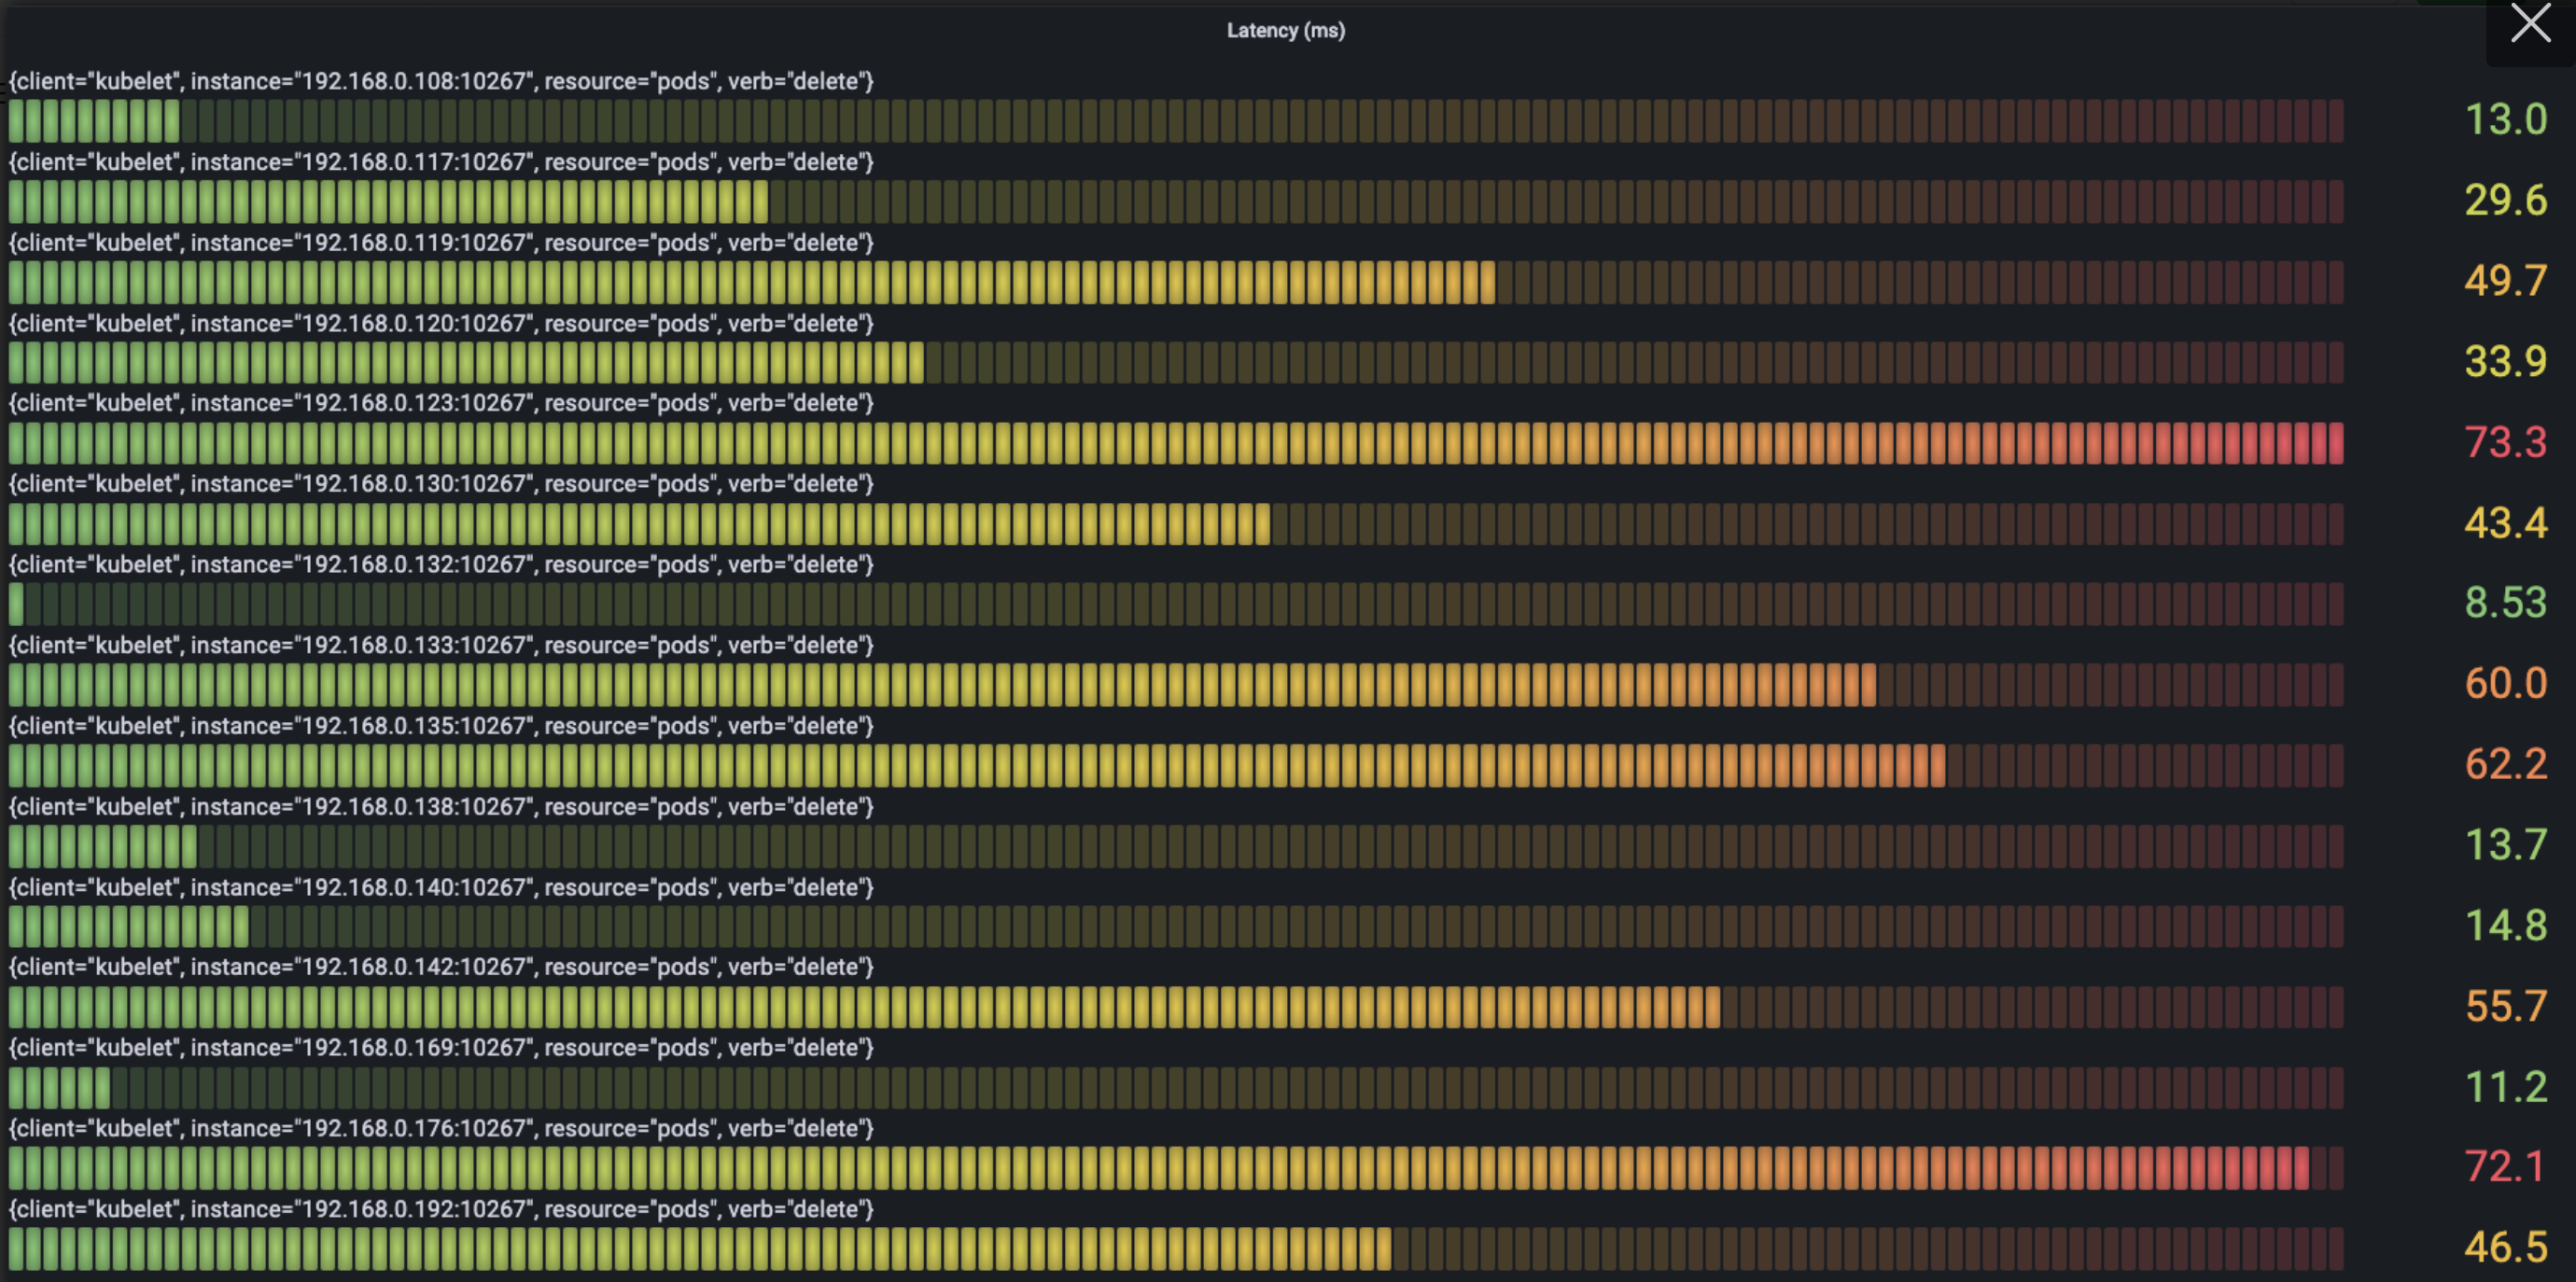 Latency (ms)
{client="kubelet", instance="192.168.0.108:10267", resource="pods", verb="delete"}
13.0
{client="kubelet", instance="192.168.0.117:10267", resource="pods", verb="delete"}
29.6
{client="kubelet", instance="192.168.0.119:10267", resource="pods", verb="delete"}
49.7
{client="kubelet", instance="192.168.0.120:10267", resource="pods", verb="delete"}
33.9
{client="kubelet", instance="192.168.0.123:10267", resource="pods", verb="delete"}
73.3
{client="kubelet", instance="192.168.0.130:10267", resource="pods", verb="delete"}
43.4
{client="kubelet", instance="192.168.0.132:10267", resource="pods", verb="delete"}
8.53
{client="kubelet", instance="192.168.0.133:10267", resource="pods", verb="delete"}
60.0
{client="kubelet", instance="192.168.0.135:10267", resource="pods", verb="delete"}
62.2
{client="kubelet", instance="192.168.0.138:10267", resource="pods", verb="delete"}
13.7
{client="kubelet", instance="192.168.0.140:10267", resource="pods", verb="delete"}
14.8
{client="kubelet", instance="192.168.0.142:10267", resource="pods", verb="delete"}
55.7
{client="kubelet", instance="192.168.0.169:10267", resource="pods", verb="delete"}
11.2
{client="kubelet", instance="192.168.0.176:10267", resource="pods", verb="delete"}
72.1
{client="kubelet", instance="192.168.0.192:10267", resource="pods", verb="delete"}
46.5